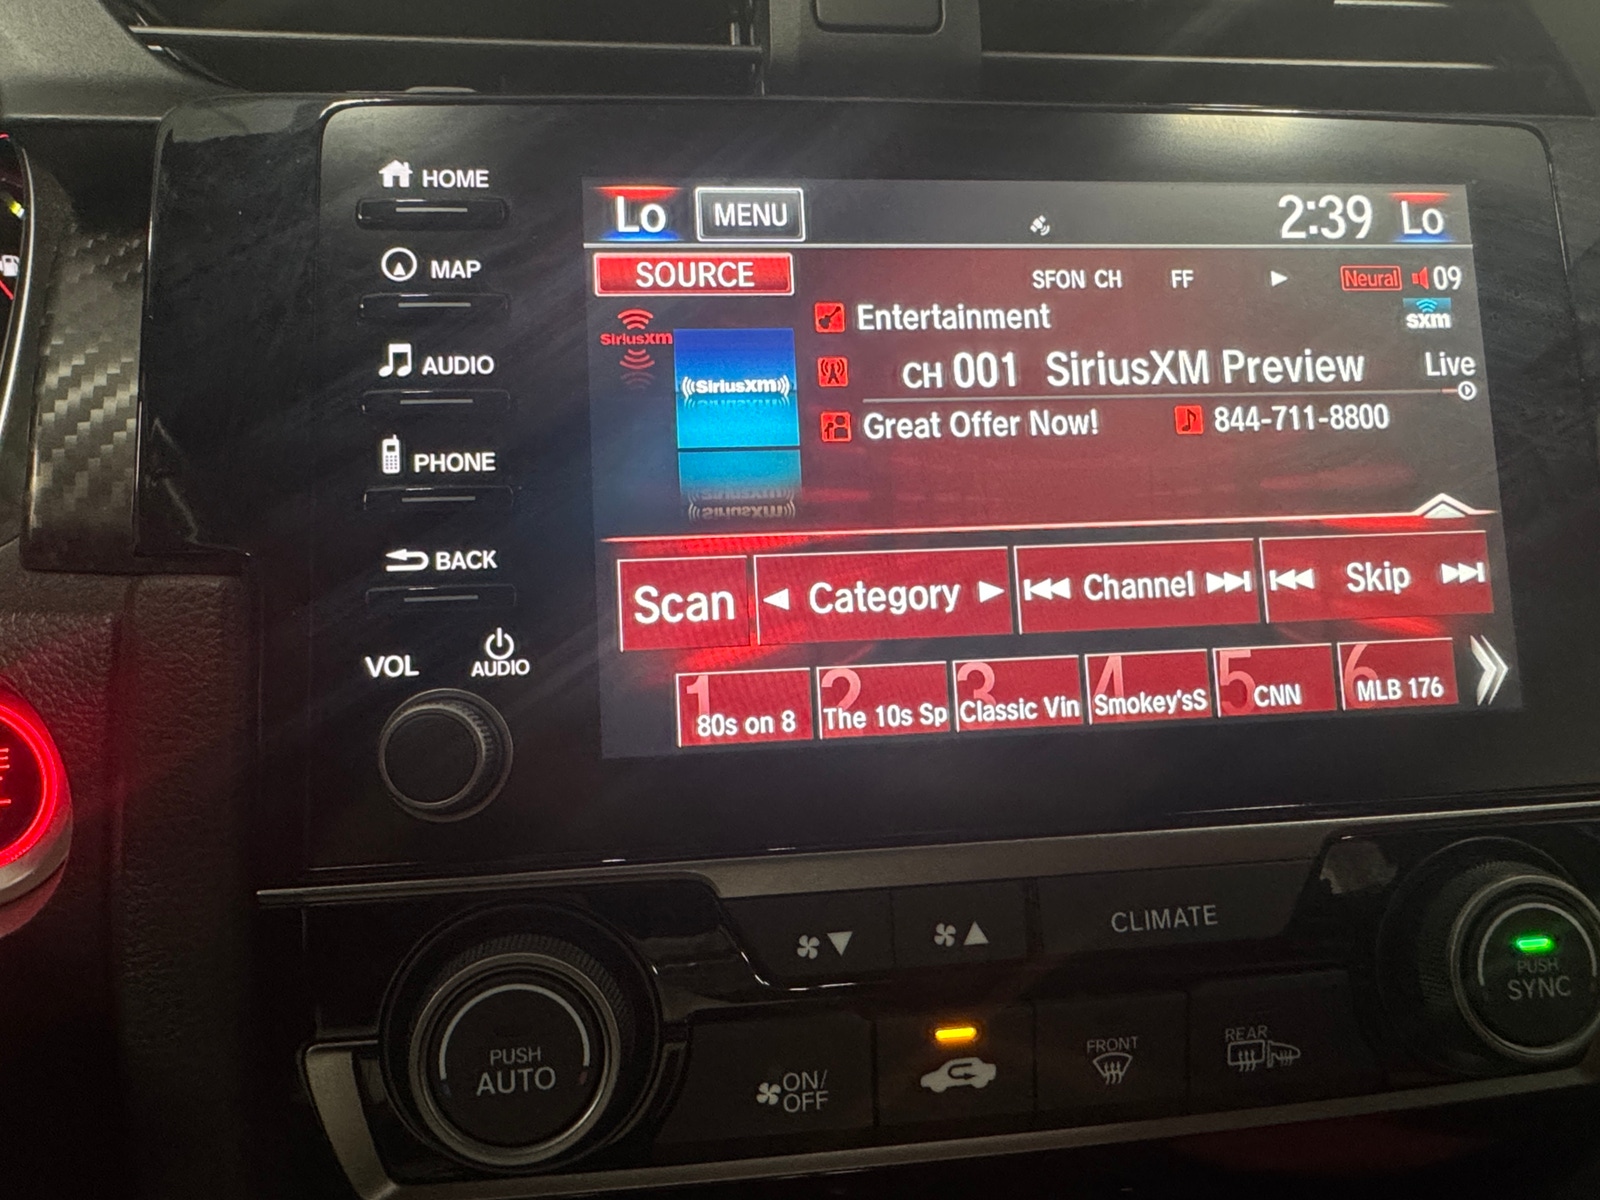 HOME
MAP
AUDIO
PHONE
BACK
VOL
AUDIO
Lo
MENU
2:39
Lo
SOURCE
SFON CH
FF
Neural
09
SiriusXM
((SiriusXM))
Entertainment
sxm
CH 001
SiriusXM Preview
Live
Great Offer Now!
844-711-8800
Scan
Category
Channel
Skip
1
80s on 8
2
The 10s Sp
3
Classic Vin
4
Smokey'sS
5
CNN
6
MLB 176
CLIMATE
PUSH
SYNC
PUSH
AUTO
ON/
OFF
FRONT
REAR